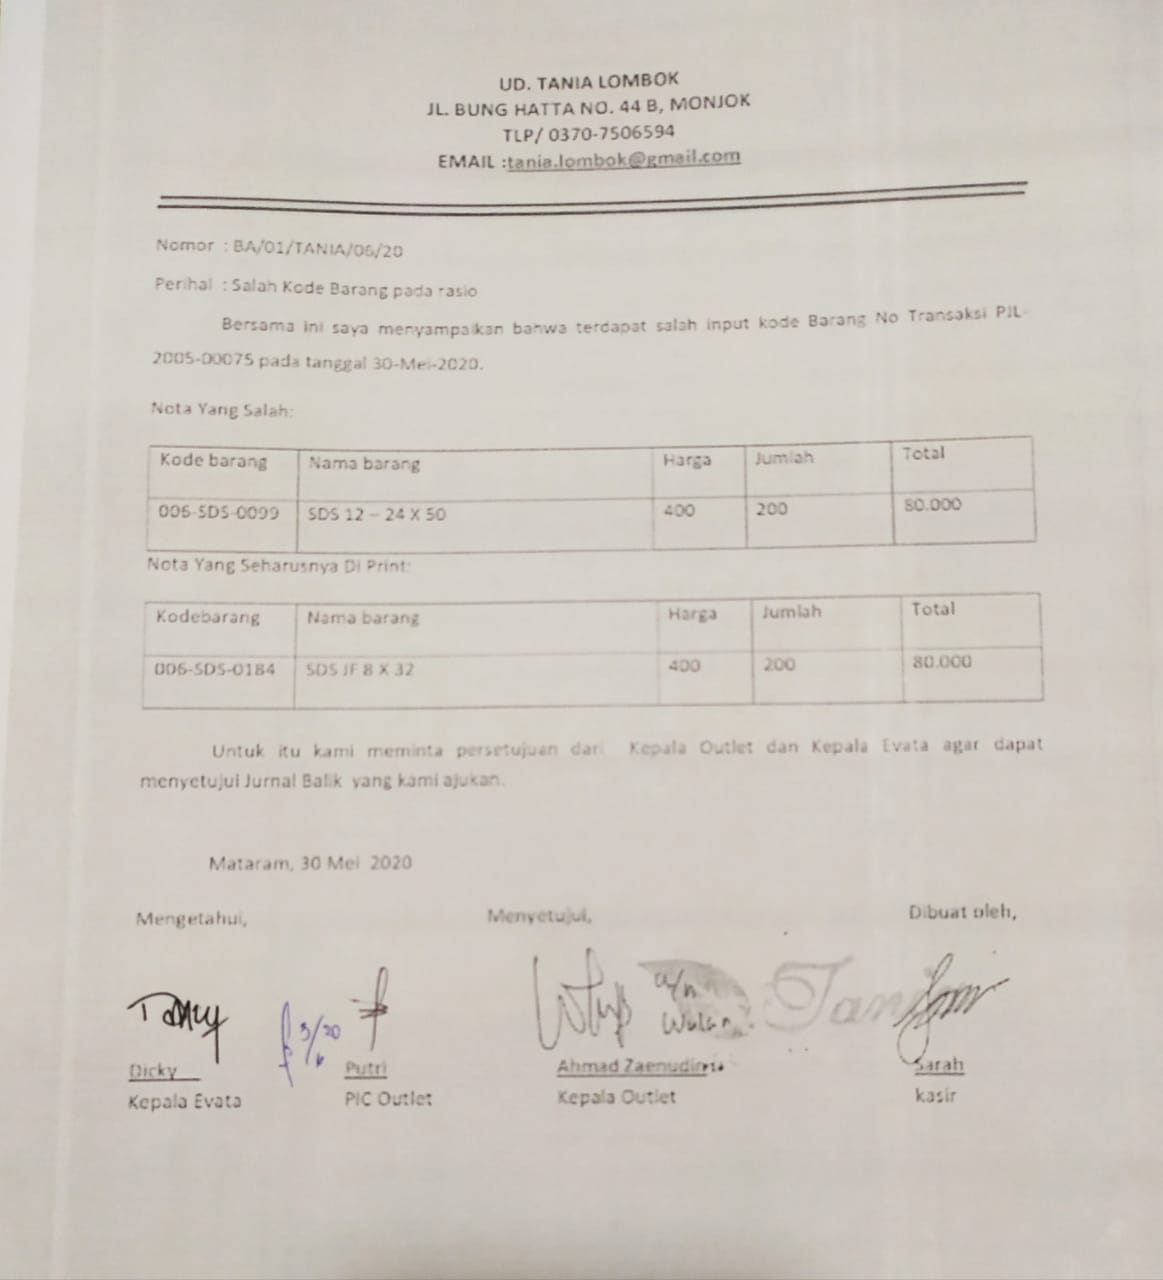 UD. TANIA LOMBOK
JL. BUNG HATTA NO. 44 B, MONJOK
TLP/ 0370-7506594
EMAIL :tania.lombok@gmail.com
Nomor : BA/01/TANIA/06/20
Perihal : Salah Kode Barang pada rasio
Bersama ini saya menyampaikan bahwa terdapat salah input kode Barang No Transaksi PJL-
2005-00075 pada tanggal 30-Mei-2020.
Nota Yang Salah:
Kode barang Nama barang Harga Jumlah Total
006-SDS-0099 SDS 12 – 24 X 50 400 200 80.000
Nota Yang Seharusnya Di Print:
Kodebarang Nama barang Harga Jumlah Total
006-SDS-0184 SDS JF 8 X 32 400 200 80.000
Untuk itu kami meminta persetujuan dari Kepala Outlet dan Kepala Evata agar dapat
menyetujui Jurnal Balik yang kami ajukan.
Mataram, 30 Mei 2020
Mengetahui, Menyetujui, Dibuat oleh,
a/n
Wulan
Tania
Dicky Putri Ahmad Zaenudin Sarah
Kepala Evata PIC Outlet Kepala Outlet kasir